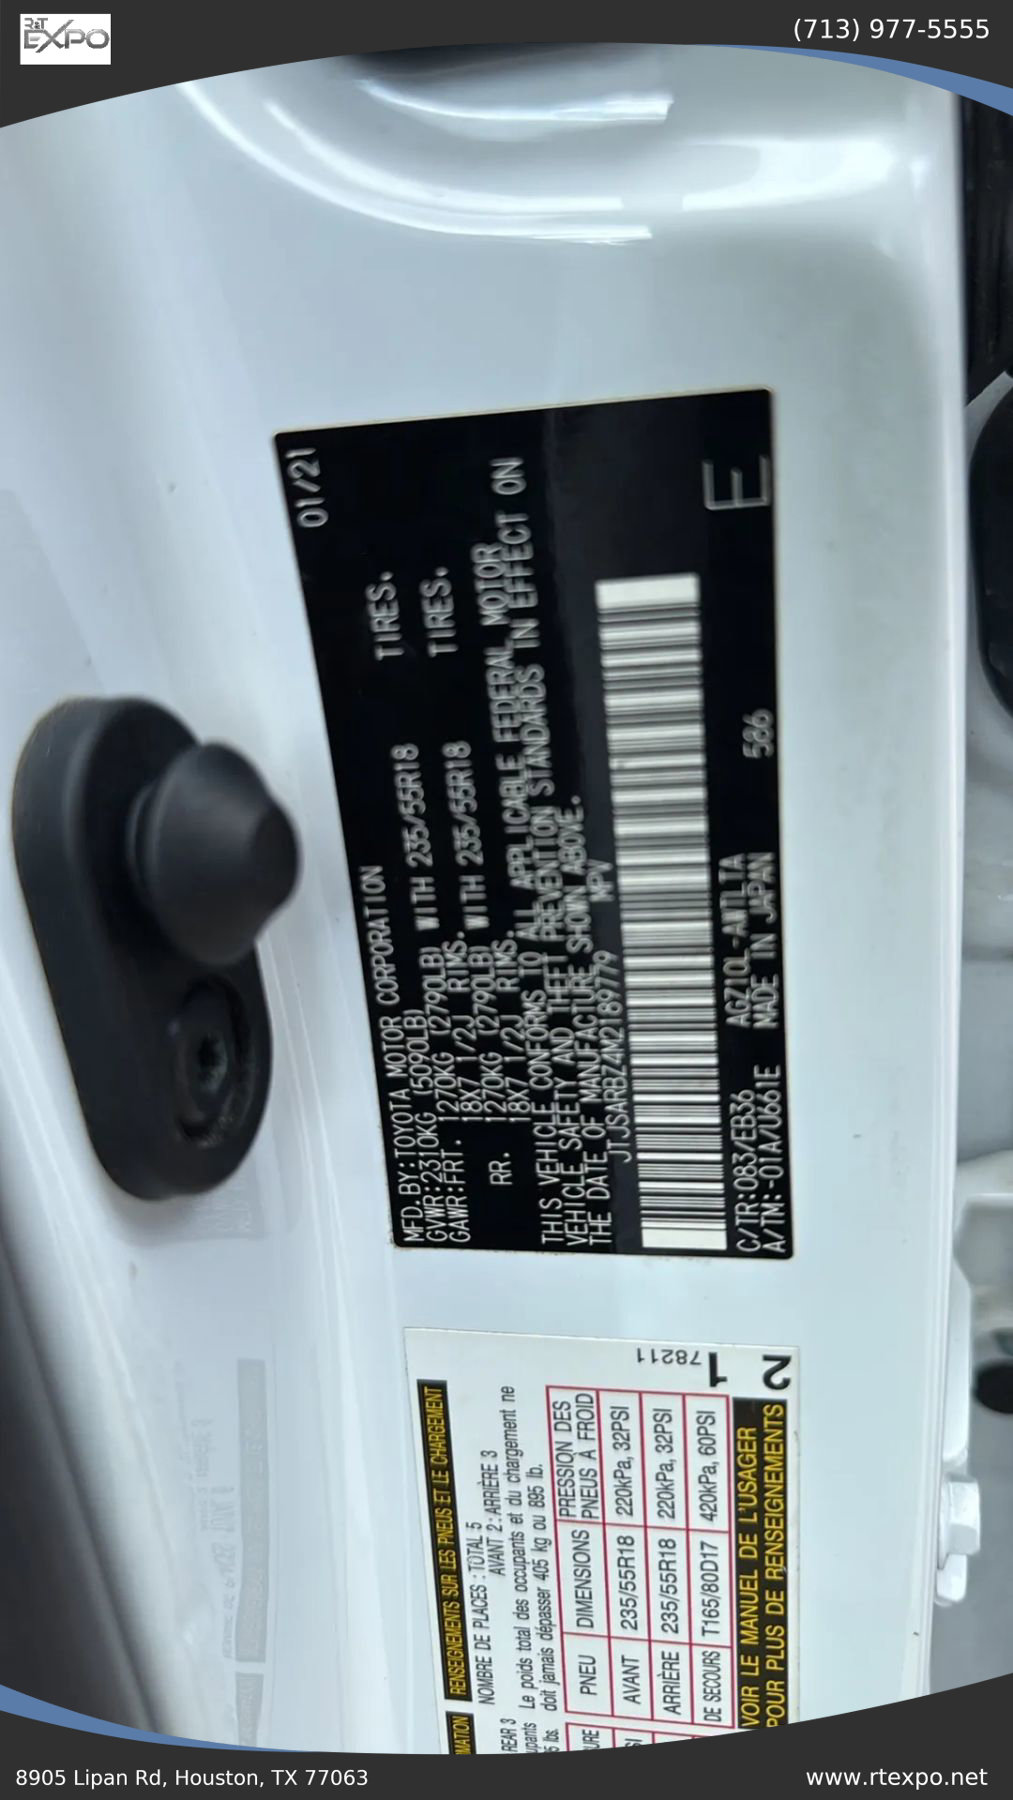 R&T
EXPO
(713) 977-5555
01/21
MFD. BY: TOYOTA MOTOR CORPORATION
GVWR: 2310KG (5090LB)
GAWR: FRT. 1270KG (2790LB) WITH 235/55R18 TIRES.
18X7 1/2J RIMS.
RR. 1270KG (2790LB) WITH 235/55R18 TIRES.
18X7 1/2J RIMS.
THIS VEHICLE CONFORMS TO ALL APPLICABLE FEDERAL MOTOR
VEHICLE SAFETY AND THEFT PREVENTION STANDARDS IN EFFECT ON
THE DATE OF MANUFACTURE SHOWN ABOVE.
JTJSARBZ4M2189779 MPV
C/TR: 083/EB36 AGZ10L-AWTLTA 586
A/TM: -01A/U661E MADE IN JAPAN
E
RENSEIGNEMENTS SUR LES PNEUS ET LE CHARGEMENT
NOMBRE DE PLACES : TOTAL 5
AVANT 2 · ARRIÈRE 3
Le poids total des occupants et du chargement ne
doit jamais dépasser 405 kg ou 895 lb.
PNEU DIMENSIONS PRESSION DES PNEUS À FROID
AVANT 235/55R18 220kPa, 32PSI
ARRIÈRE 235/55R18 220kPa, 32PSI
DE SECOURS T165/80D17 420kPa, 60PSI
VOIR LE MANUEL DE L'USAGER
POUR PLUS DE RENSEIGNEMENTS
78211
T
2
REAR 3
lbs.
8905 Lipan Rd, Houston, TX 77063
www.rtexpo.net